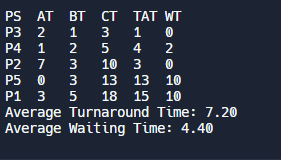 PS AT BT CT TAT WT
P3 2 1 3 1 0
P4 1 2 5 4 2
P2 7 3 10 3 0
P5 0 3 13 13 10
P1 3 5 18 15 10
Average Turnaround Time: 7.20
Average Waiting Time: 4.40